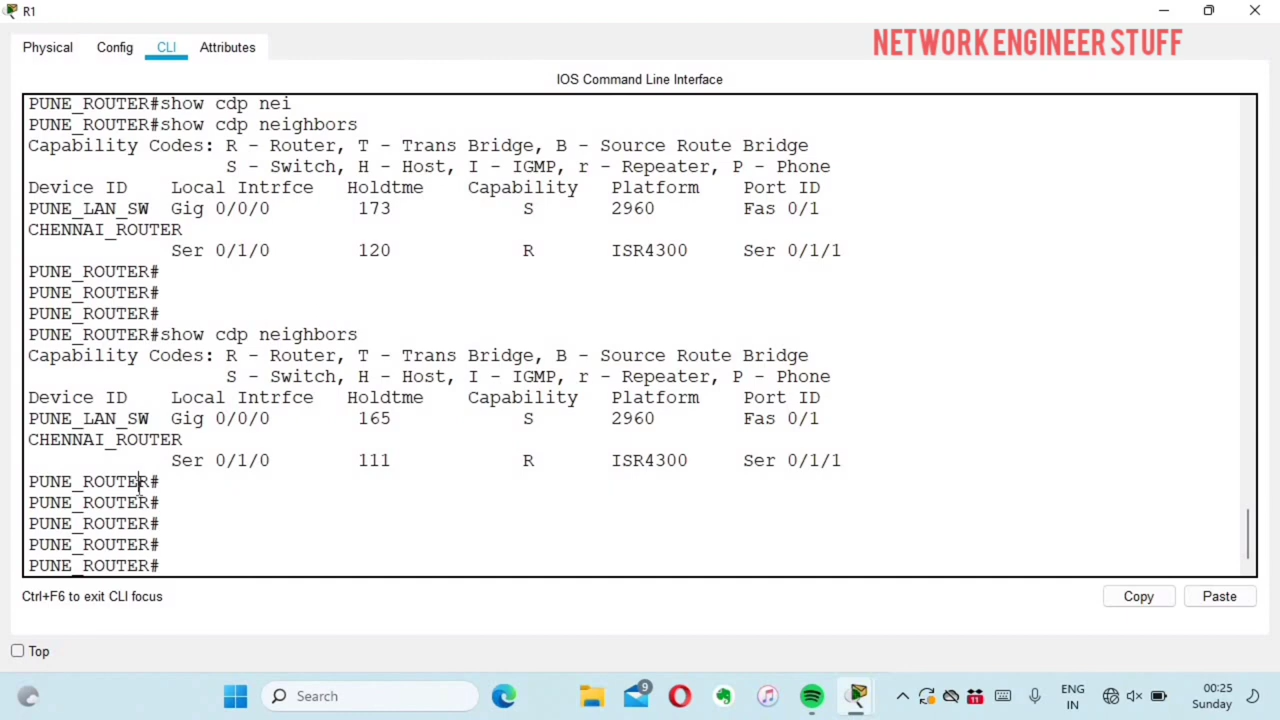 R1
Physical Config CLI Attributes
NETWORK ENGINEER STUFF
IOS Command Line Interface
PUNE_ROUTER#show cdp nei
PUNE_ROUTER#show cdp neighbors
Capability Codes: R - Router, T - Trans Bridge, B - Source Route Bridge
S - Switch, H - Host, I - IGMP, r - Repeater, P - Phone
Device ID Local Intrfce Holdtme Capability Platform Port ID
PUNE_LAN_SW Gig 0/0/0 173 S 2960 Fas 0/1
CHENNAI_ROUTER
Ser 0/1/0 120 R ISR4300 Ser 0/1/1
PUNE_ROUTER#
PUNE_ROUTER#
PUNE_ROUTER#
PUNE_ROUTER#show cdp neighbors
Capability Codes: R - Router, T - Trans Bridge, B - Source Route Bridge
S - Switch, H - Host, I - IGMP, r - Repeater, P - Phone
Device ID Local Intrfce Holdtme Capability Platform Port ID
PUNE_LAN_SW Gig 0/0/0 165 S 2960 Fas 0/1
CHENNAI_ROUTER
Ser 0/1/0 111 R ISR4300 Ser 0/1/1
PUNE_ROUTER#
PUNE_ROUTER#
PUNE_ROUTER#
PUNE_ROUTER#
PUNE_ROUTER#
Ctrl+F6 to exit CLI focus
Copy Paste
Top
Search
9
11
ENG
IN
00:25
Sunday